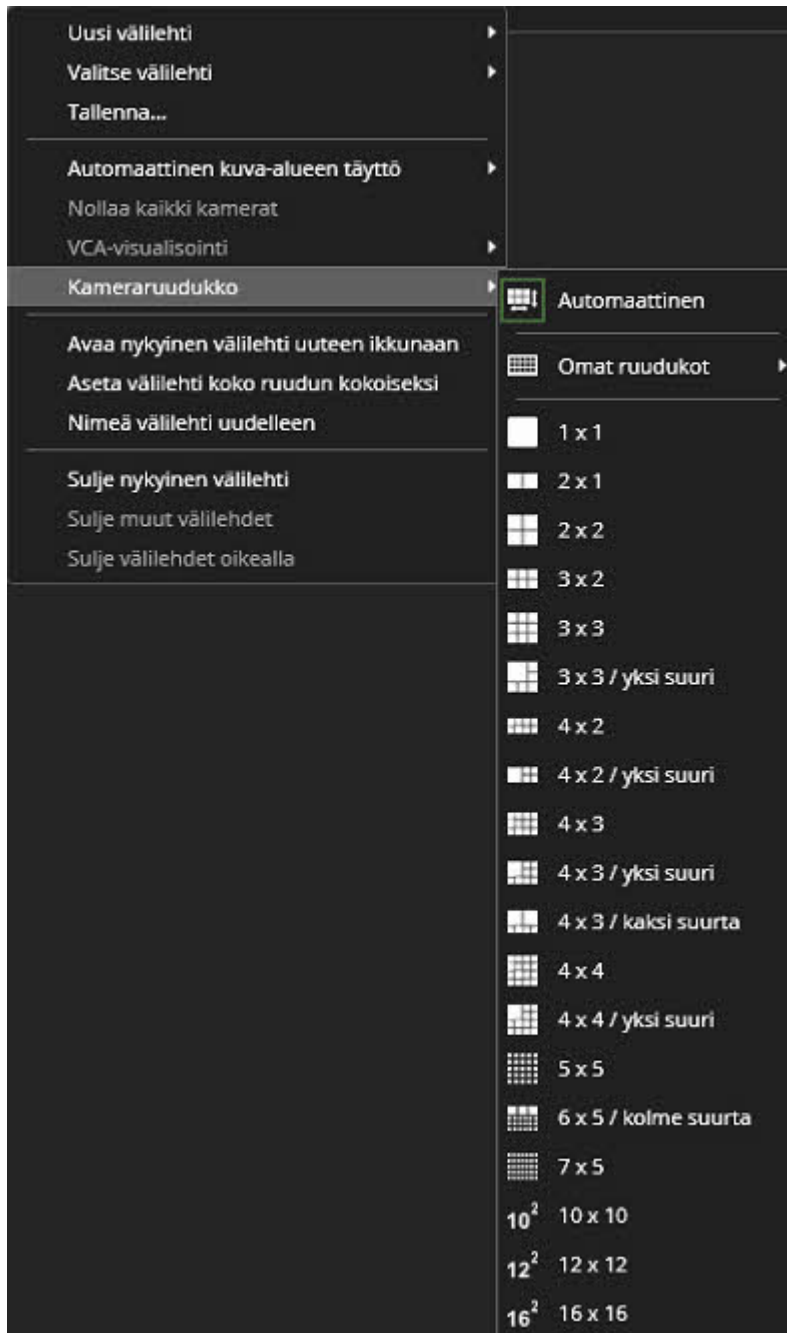 Uusi välilehti
Valitse välilehti
Tallenna...
Automaattinen kuva-alueen täyttö
Nollaa kaikki kamerat
VCA-visualisointi
Kameraruudukko
Avaa nykyinen välilehti uuteen ikkunaan
Aseta välilehti koko ruudun kokoiseksi
Nimeä välilehti uudelleen
Sulje nykyinen välilehti
Sulje muut välilehdet
Sulje välilehdet oikealla
Automaattinen
Omat ruudukot
1 x 1
2 x 1
2 x 2
3 x 2
3 x 3
3 x 3 / yksi suuri
4 x 2
4 x 2 / yksi suuri
4 x 3
4 x 3 / yksi suuri
4 x 3 / kaksi suurta
4 x 4
4 x 4 / yksi suuri
5 x 5
6 x 5 / kolme suurta
7 x 5
10² 10 x 10
12² 12 x 12
16² 16 x 16